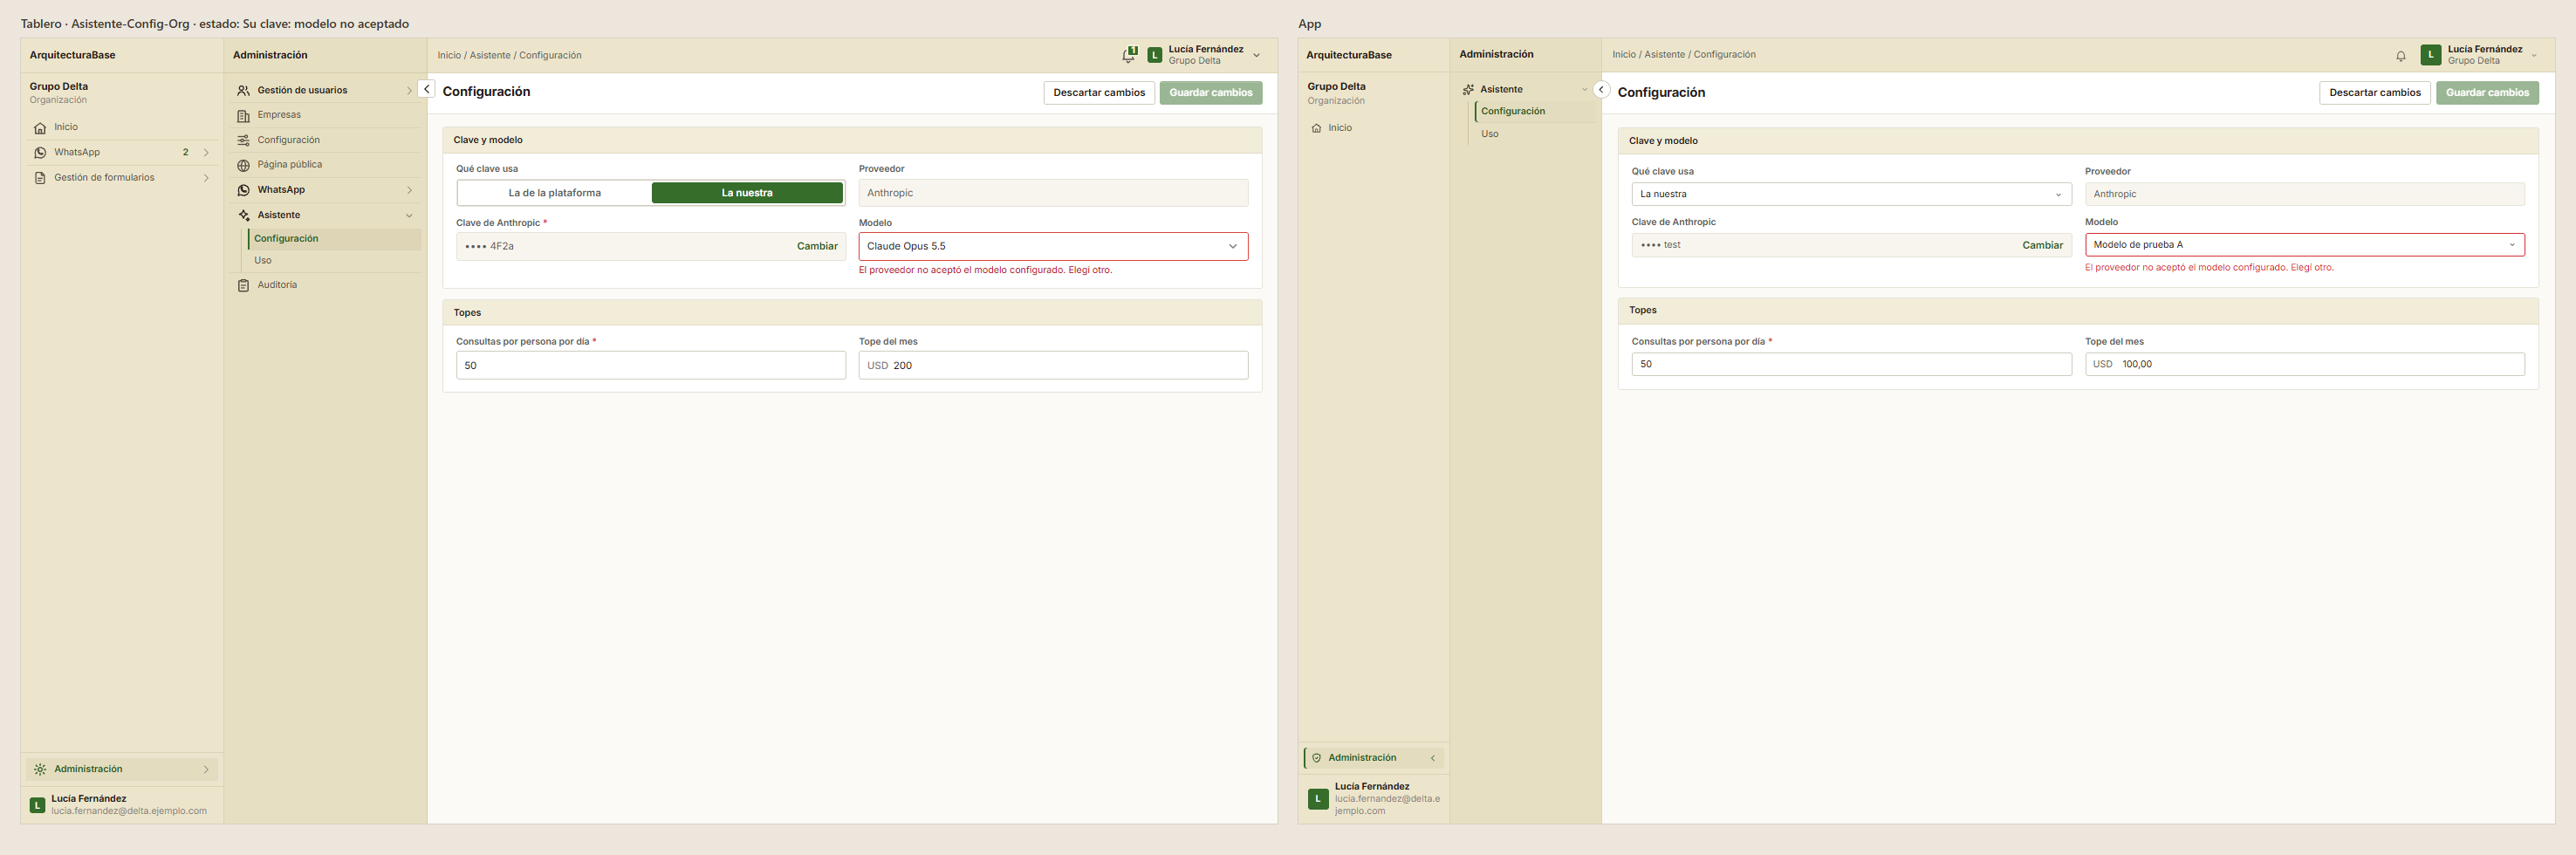 Tablero · Asistente-Config-Org · estado: Su clave: modelo no aceptado
ArquitecturaBase
Grupo Delta
Organización
Inicio
WhatsApp 2
Gestión de formularios
Administración
Lucía Fernández
L
lucia.fernandez@delta.ejemplo.com
Administración
Gestión de usuarios
Empresas
Configuración
Página pública
WhatsApp
Asistente
Configuración
Uso
Auditoría
Inicio / Asistente / Configuración
1
L
Lucía Fernández
Grupo Delta
Configuración
Descartar cambios
Guardar cambios
Clave y modelo
Qué clave usa
La de la plataforma
La nuestra
Proveedor
Anthropic
Clave de Anthropic *
•••• 4F2a
Cambiar
Modelo
Claude Opus 5.5
El proveedor no aceptó el modelo configurado. Elegí otro.
Topes
Consultas por persona por día *
50
Tope del mes
USD 200
App
ArquitecturaBase
Grupo Delta
Organización
Inicio
Administración
Lucía Fernández
L
lucia.fernandez@delta.e
jemplo.com
Administración
Asistente
Configuración
Uso
Inicio / Asistente / Configuración
L
Lucía Fernández
Grupo Delta
Configuración
Descartar cambios
Guardar cambios
Clave y modelo
Qué clave usa
La nuestra
Proveedor
Anthropic
Clave de Anthropic
•••• test
Cambiar
Modelo
Modelo de prueba A
El proveedor no aceptó el modelo configurado. Elegí otro.
Topes
Consultas por persona por día *
50
Tope del mes
USD 100,00